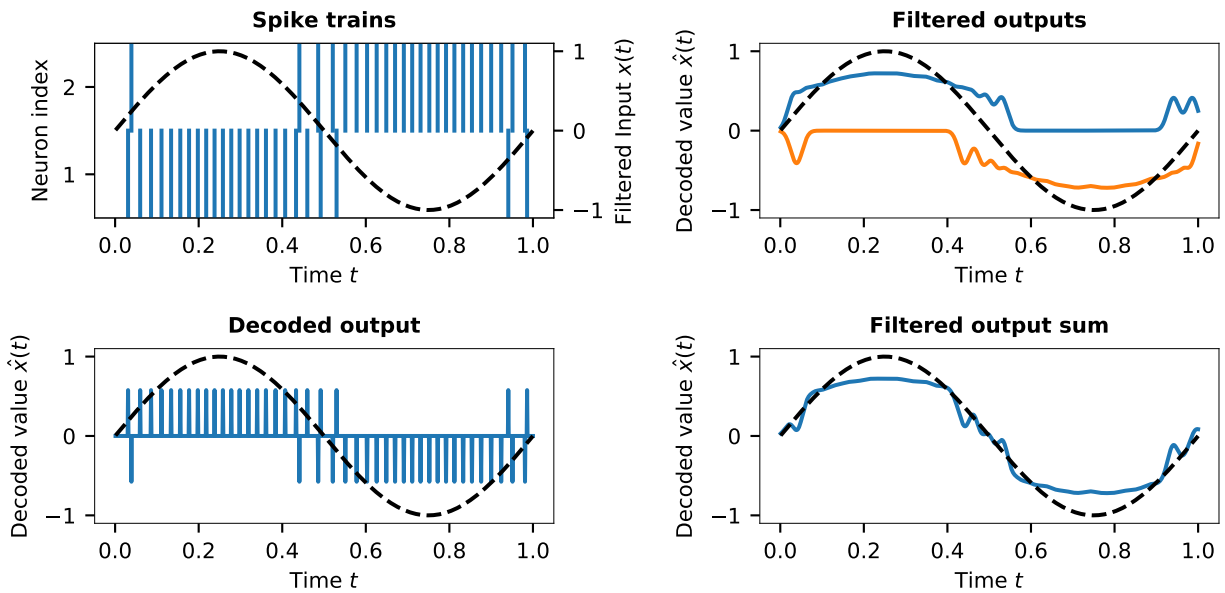 Spike trains
Neuron index
2
1
Filtered Input x(t)
1
0
−1
0.0 0.2 0.4 0.6 0.8 1.0
Time t
Filtered outputs
Decoded value x̂(t)
1
0
−1
0.0 0.2 0.4 0.6 0.8 1.0
Time t
Decoded output
Decoded value x̂(t)
1
0
−1
0.0 0.2 0.4 0.6 0.8 1.0
Time t
Filtered output sum
Decoded value x̂(t)
1
0
−1
0.0 0.2 0.4 0.6 0.8 1.0
Time t